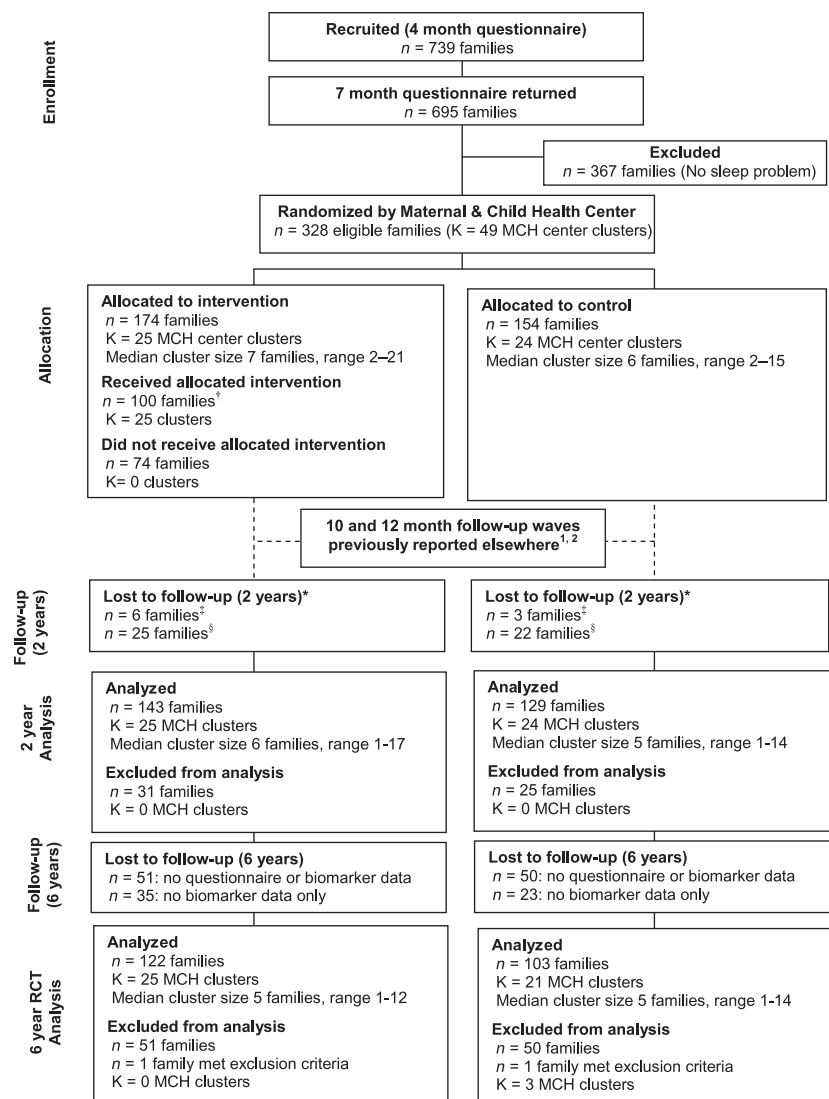 Enrollment
Recruited (4 month questionnaire)
n = 739 families
7 month questionnaire returned
n = 695 families
Excluded
n = 367 families (No sleep problem)
Randomized by Maternal & Child Health Center
n = 328 eligible families (K = 49 MCH center clusters)
Allocation
Allocated to intervention
n = 174 families
K = 25 MCH center clusters
Median cluster size 7 families, range 2–21
Received allocated intervention
n = 100 families†
K = 25 clusters
Did not receive allocated intervention
n = 74 families
K= 0 clusters
Allocated to control
n = 154 families
K = 24 MCH center clusters
Median cluster size 6 families, range 2–15
10 and 12 month follow-up waves
previously reported elsewhere1, 2
Follow-up
(2 years)
Lost to follow-up (2 years)*
n = 6 families‡
n = 25 families§
Lost to follow-up (2 years)*
n = 3 families‡
n = 22 families§
2 year
Analysis
Analyzed
n = 143 families
K = 25 MCH clusters
Median cluster size 6 families, range 1-17
Excluded from analysis
n = 31 families
K = 0 MCH clusters
Analyzed
n = 129 families
K = 24 MCH clusters
Median cluster size 5 families, range 1-14
Excluded from analysis
n = 25 families
K = 0 MCH clusters
Follow-up
(6 years)
Lost to follow-up (6 years)
n = 51: no questionnaire or biomarker data
n = 35: no biomarker data only
Lost to follow-up (6 years)
n = 50: no questionnaire or biomarker data
n = 23: no biomarker data only
6 year RCT
Analysis
Analyzed
n = 122 families
K = 25 MCH clusters
Median cluster size 5 families, range 1-12
Excluded from analysis
n = 51 families
n = 1 family met exclusion criteria
K = 0 MCH clusters
Analyzed
n = 103 families
K = 21 MCH clusters
Median cluster size 5 families, range 1-14
Excluded from analysis
n = 50 families
n = 1 family met exclusion criteria
K = 3 MCH clusters